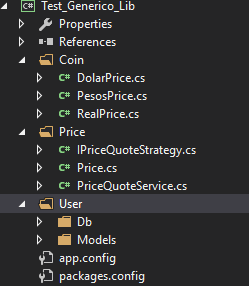 Test_Generico_Lib
Properties
References
Coin
DolarPrice.cs
PesosPrice.cs
RealPrice.cs
Price
IPriceQuoteStrategy.cs
Price.cs
PriceQuoteService.cs
User
Db
Models
app.config
packages.config